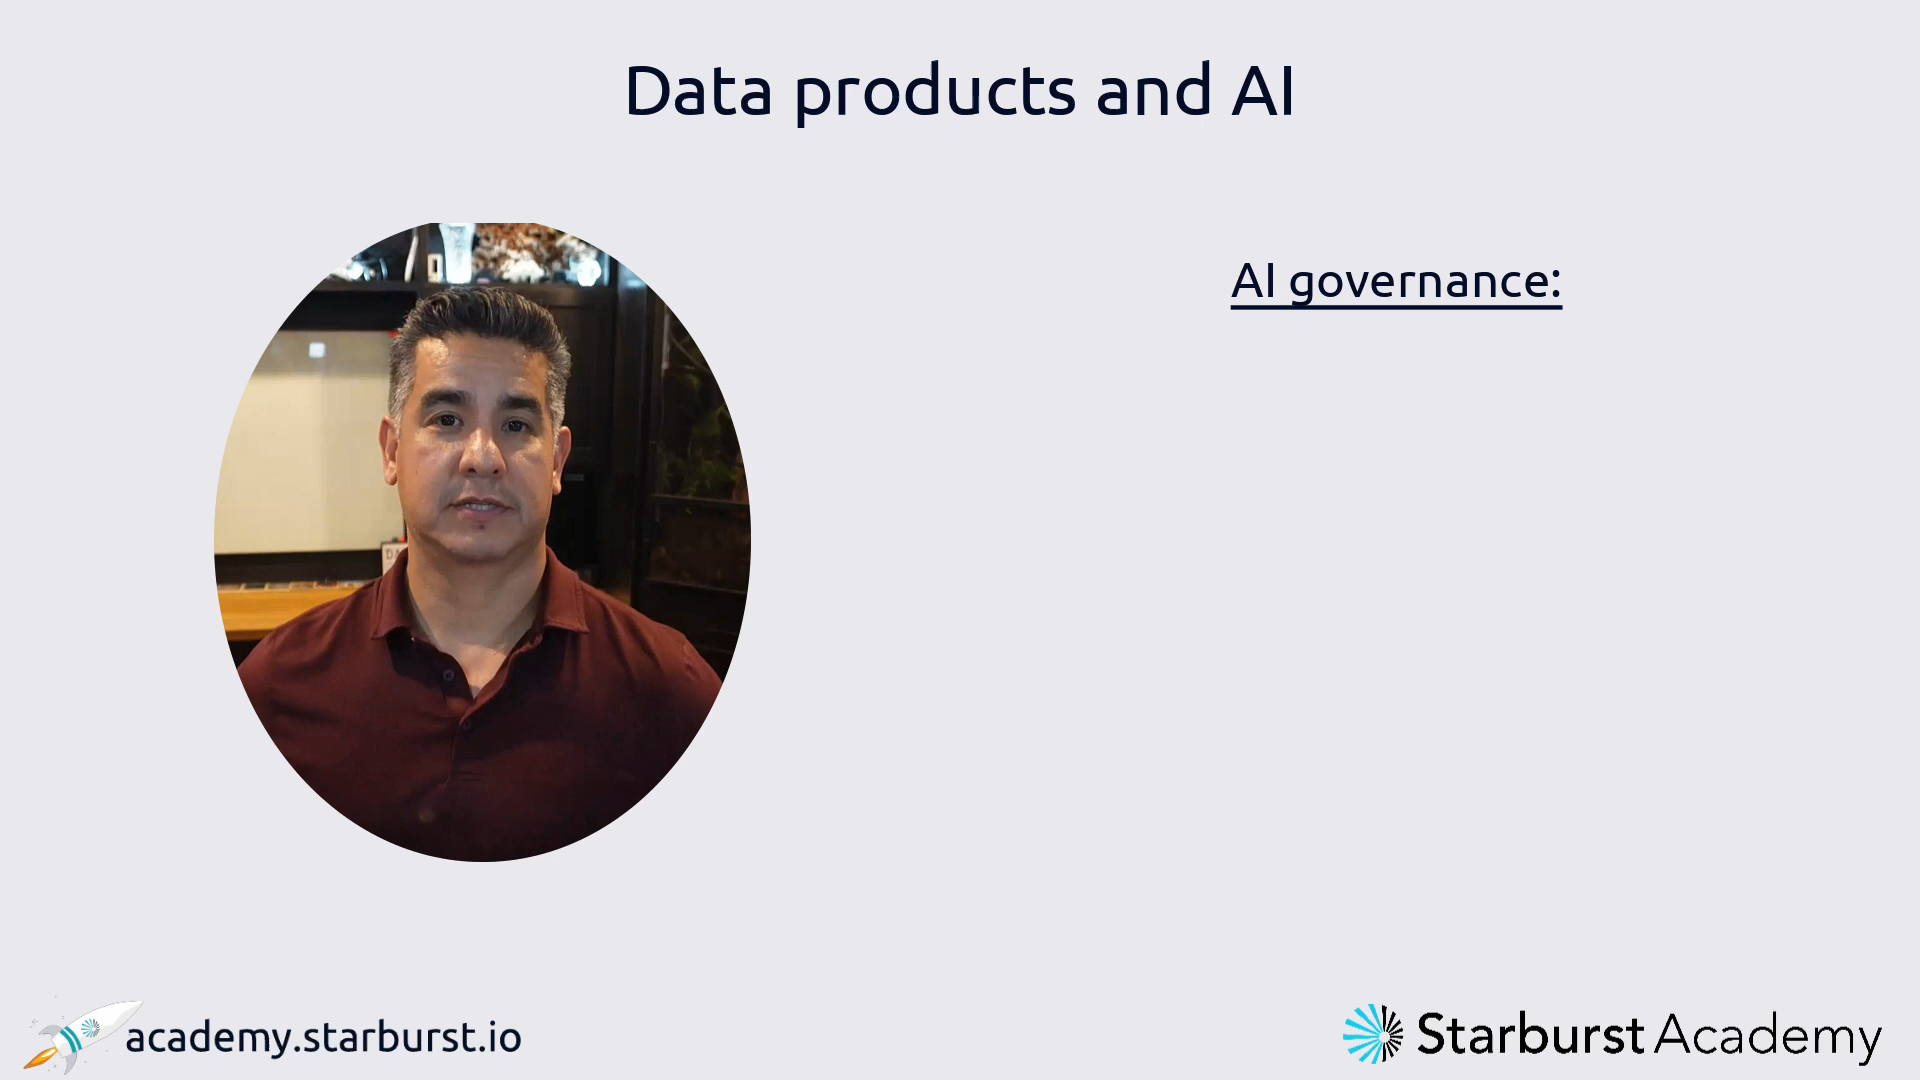 Data products and AI
AI governance:
academy.starburst.io
Starburst Academy